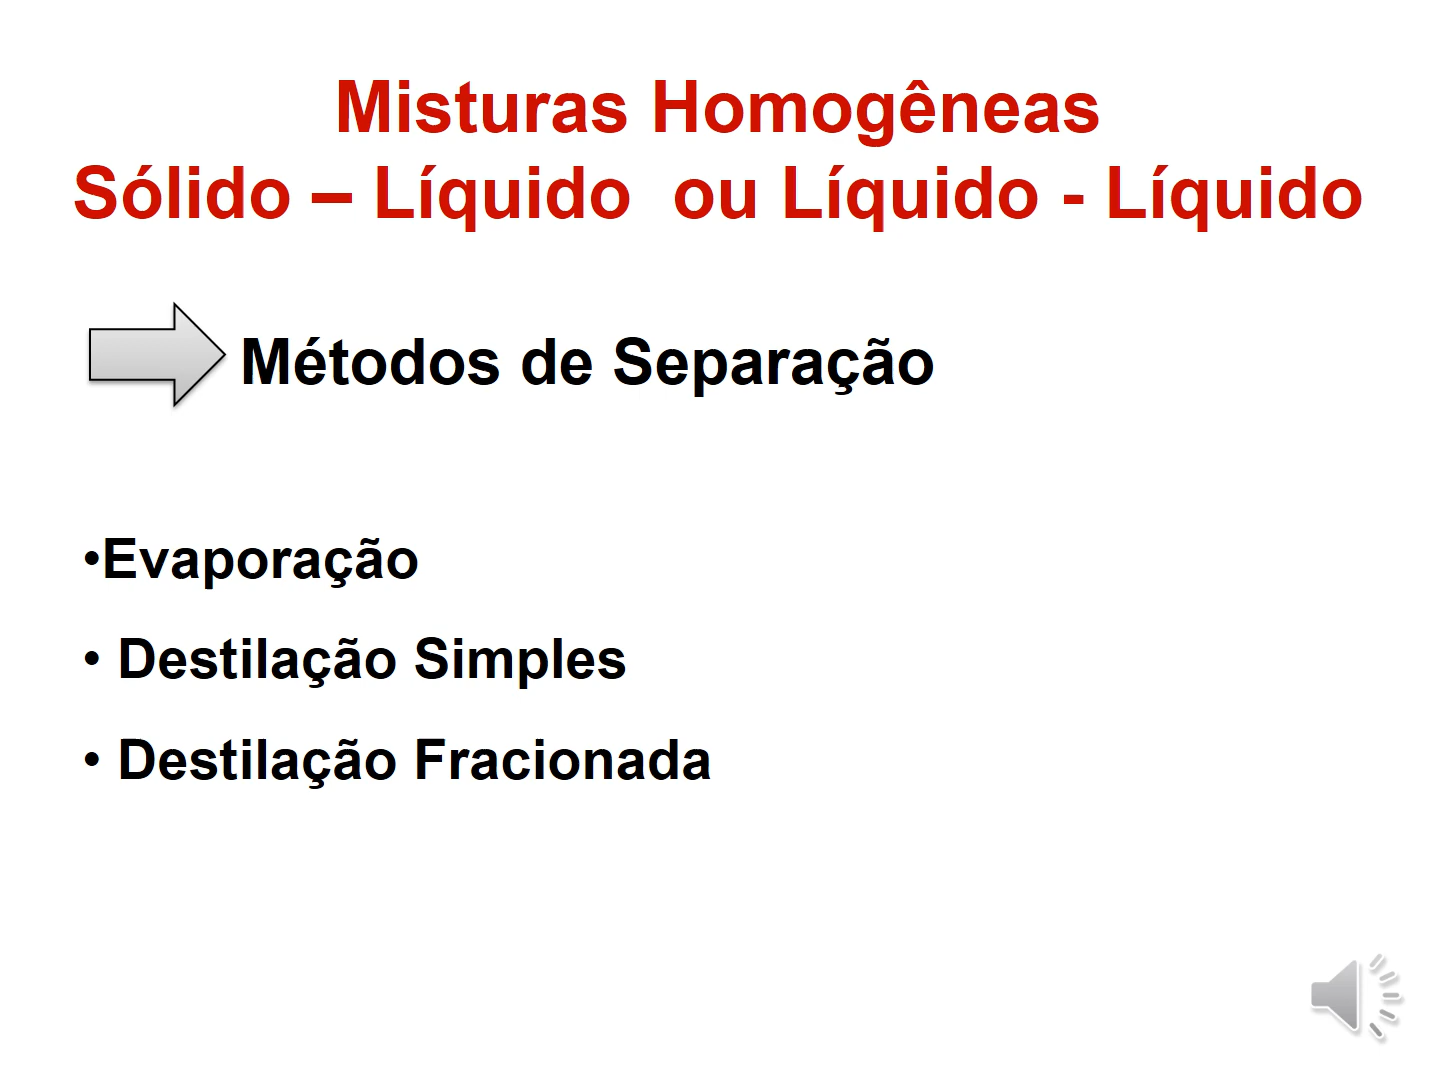 Misturas Homogêneas
Sólido – Líquido  ou Líquido - Líquido
Métodos de Separação
•Evaporação
• Destilação Simples
• Destilação Fracionada